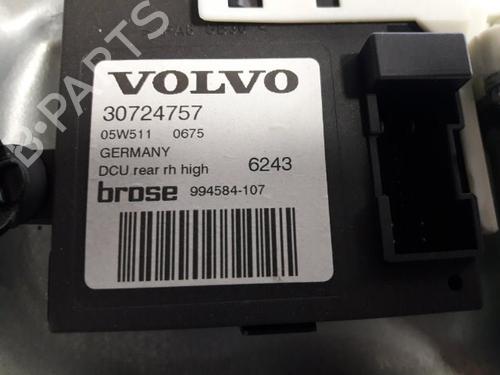 VOLVO
30724757
05W511 0675
GERMANY
DCU rear rh high 6243
brose 994584-107
B-PARTS